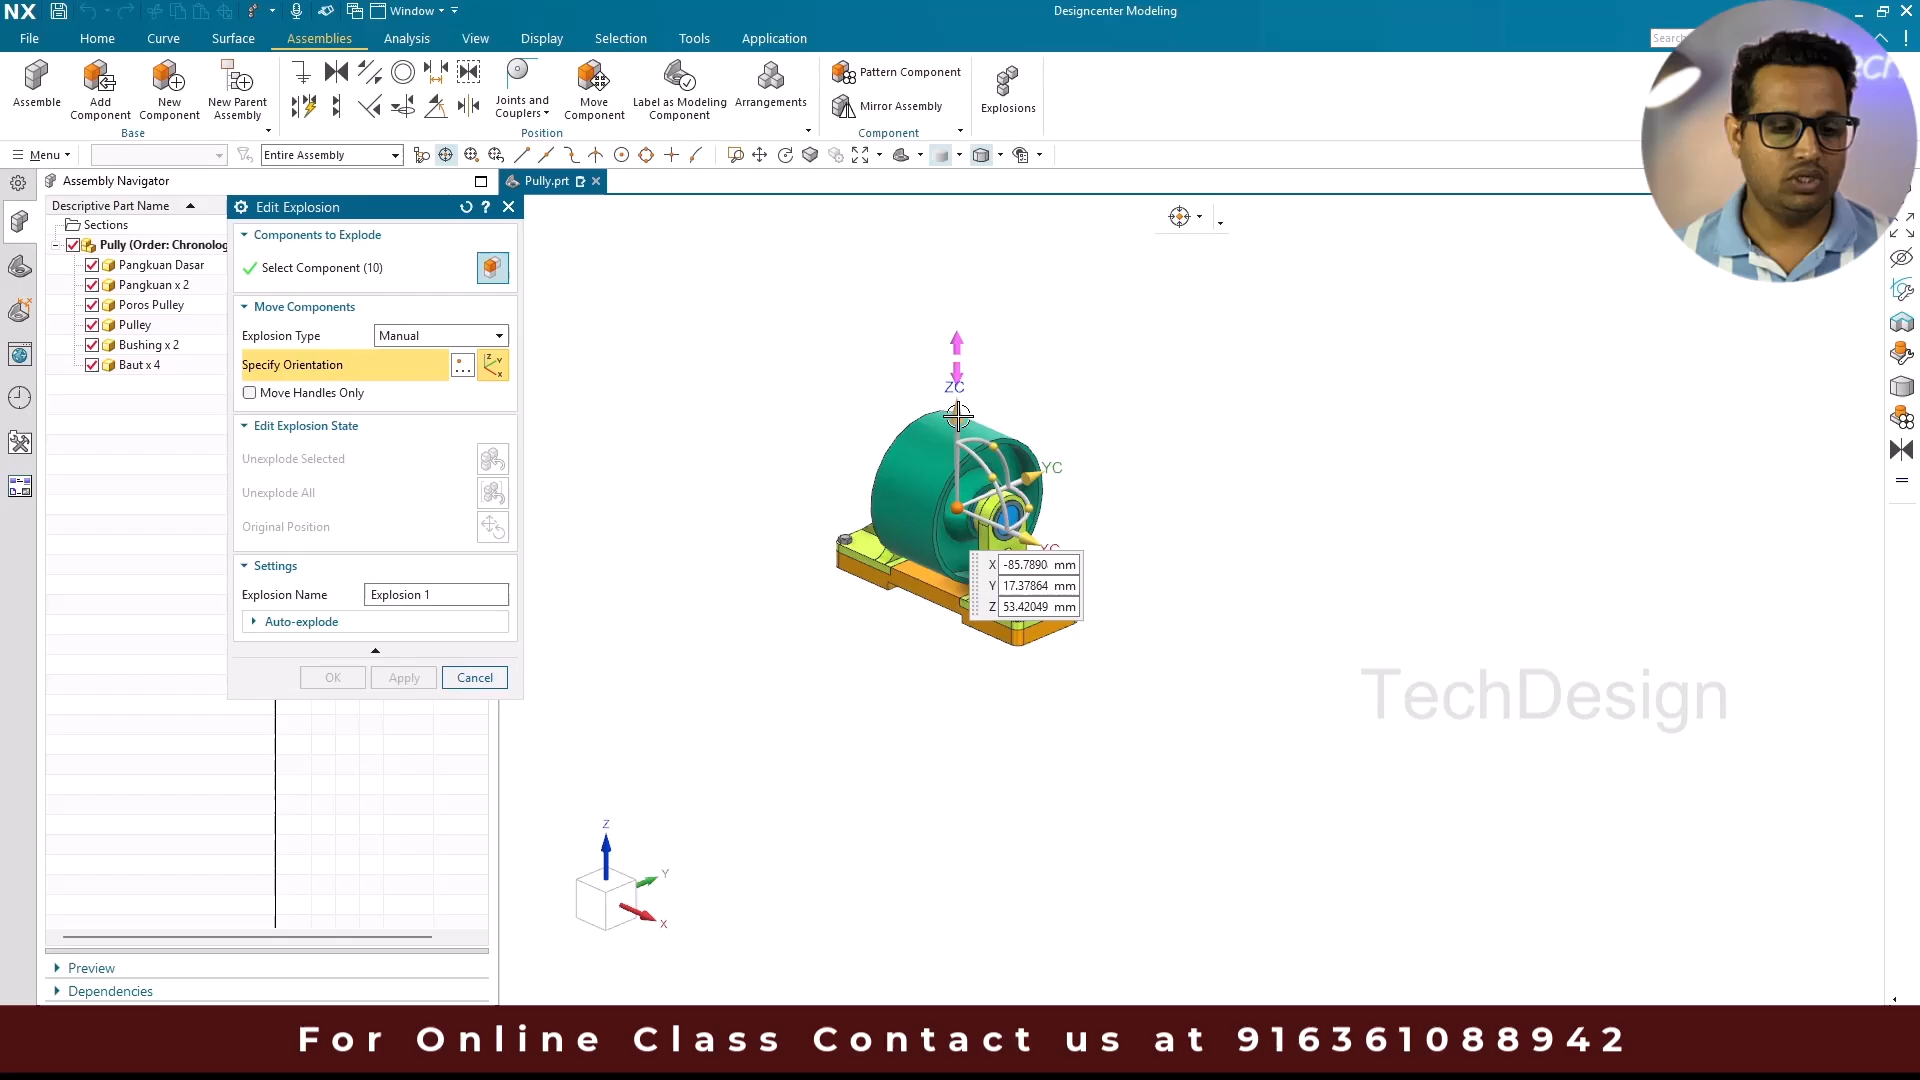 NX
Window
Designcenter Modeling
File
Home
Curve
Surface
Assemblies
Analysis
View
Display
Selection
Tools
Application
Search
Assemble
Add
Component
New
Component
New Parent
Assembly
Joints and
Couplers
Move
Component
Label as Modeling
Component
Arrangements
Pattern Component
Mirror Assembly
Explosions
Base
Position
Component
Menu
Entire Assembly
Assembly Navigator
Pully.prt
Descriptive Part Name
Sections
Pully (Order: Chronolog
Pangkuan Dasar
Pangkuan x 2
Poros Pulley
Pulley
Bushing x 2
Baut x 4
Edit Explosion
Components to Explode
Select Component (10)
Move Components
Explosion Type
Manual
Specify Orientation
Move Handles Only
Edit Explosion State
Unexplode Selected
Unexplode All
Original Position
Settings
Explosion Name
Explosion 1
Auto-explode
OK
Apply
Cancel
ZC
YC
X -85.7890 mm
Y 17.37864 mm
Z 53.42049 mm
TechDesign
Z
Y
X
Preview
Dependencies
For Online Class Contact us at 916361088942